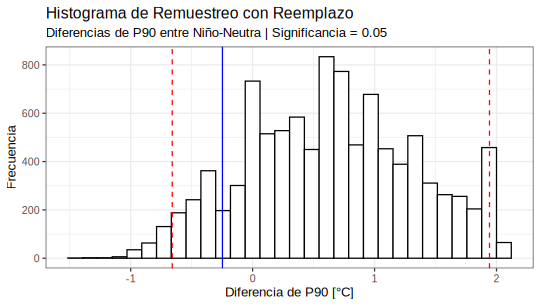 Histograma de Remuestreo con Reemplazo
Diferencias de P90 entre Niño-Neutra | Significancia = 0.05
800
600
400
200
0
Frecuencia
-1 0 1 2
Diferencia de P90 [°C]